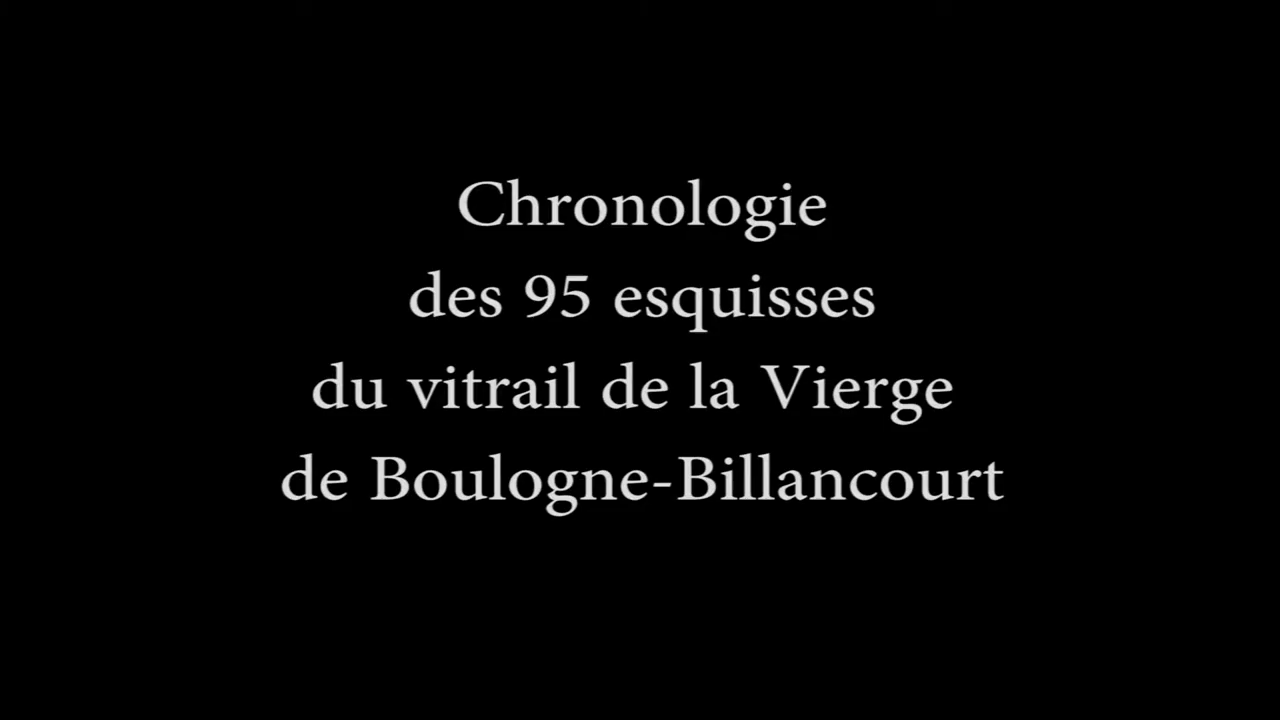 Chronologie
des 95 esquisses
du vitrail de la Vierge
de Boulogne-Billancourt